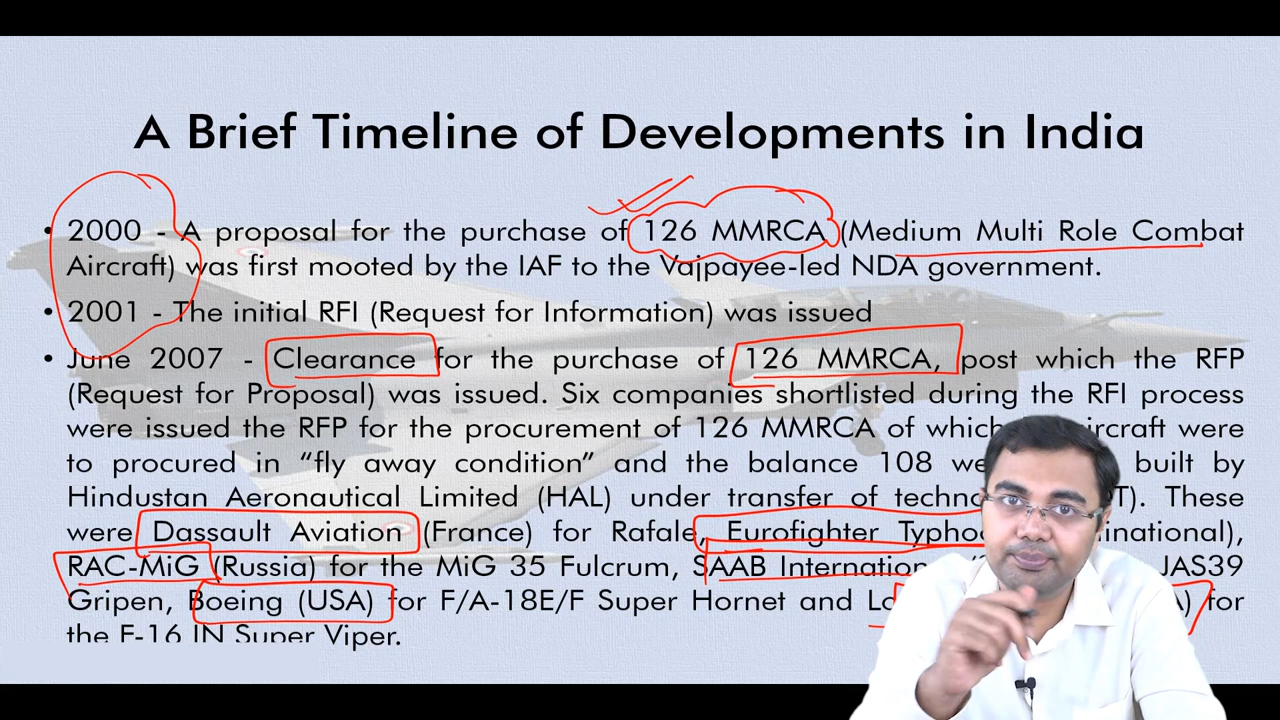 A Brief Timeline of Developments in India
• 2000 - A proposal for the purchase of 126 MMRCA (Medium Multi Role Combat
Aircraft) was first mooted by the IAF to the Vajpayee-led NDA government.
• 2001 - The initial RFI (Request for Information) was issued
• June 2007 - Clearance for the purchase of 126 MMRCA, post which the RFP
(Request for Proposal) was issued. Six companies shortlisted during the RFI process
were issued the RFP for the procurement of 126 MMRCA of which were
to procured in “fly away condition” and the balance 108 built by
Hindustan Aeronautical Limited (HAL) under transfer of These
were Dassault Aviation (France) for Rafale, Eurofighter
RAC-MiG (Russia) for the MiG 35 Fulcrum, SAAB JAS39
Gripen, Boeing (USA) for F/A-18E/F Super Hornet and for
the F-16 IN Super Viper.